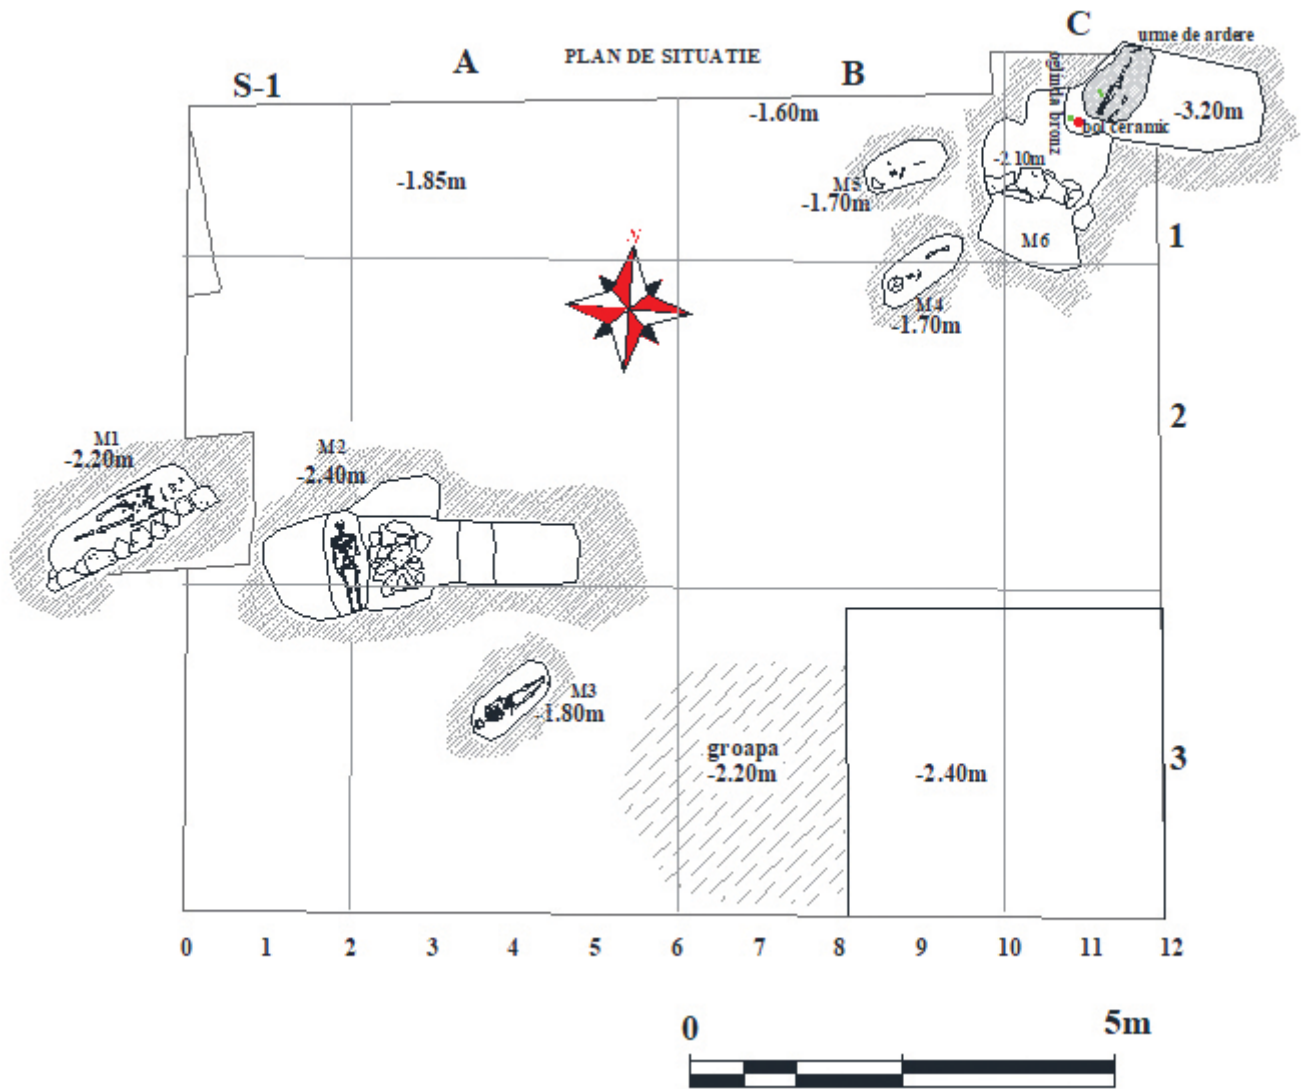 C
urme de ardere
PLAN DE SITUATIE
A
B
S-1
oglinda bronz
-1.60m
-3.20m
bol ceramic
-2.10m
-1.85m
M5
-1.70m
1
M6
M4
-1.70m
2
M1
-2.20m
M2
-2.40m
M3
-1.80m
groapa
-2.20m
-2.40m
3
0 1 2 3 4 5 6 7 8 9 10 11 12
0 5m